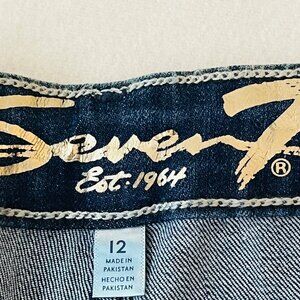 Seven7®
Est. 1964
12
MADE IN
PAKISTAN
HECHO EN
PAKISTAN